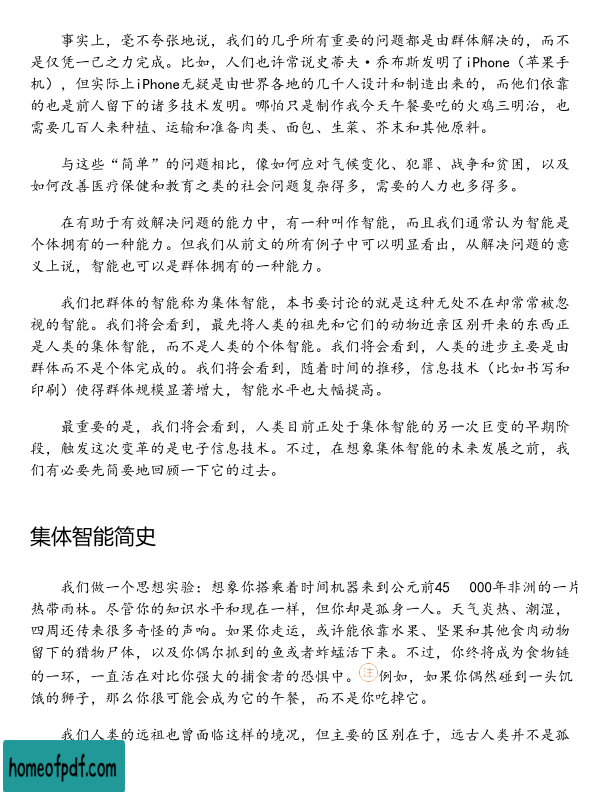 事实上，毫不夸张地说，我们的几乎所有重要的问题都是由群体解决的，而不
是仅凭一己之力完成。比如，人们也许常说史蒂夫·乔布斯发明了iPhone（苹果手
机），但实际上iPhone无疑是由世界各地的几千人设计和制造出来的，而他们依靠
的也是前人留下的诸多技术发明。哪怕只是制作我今天午餐要吃的火鸡三明治，也
需要几百人来种植、运输和准备肉类、面包、生菜、芥末和其他原料。
与这些“简单”的问题相比，像如何应对气候变化、犯罪、战争和贫困，以及
如何改善医疗保健和教育之类的社会问题复杂得多，需要的人力也多得多。
在有助于有效解决问题的能力中，有一种叫作智能，而且我们通常认为智能是
个体拥有的一种能力。但我们从前文的所有例子中可以明显看出，从解决问题的意
义上说，智能也可以是群体拥有的一种能力。
我们把群体的智能称为集体智能，本书要讨论的就是这种无处不在却常常被忽
视的智能。我们将会看到，最先将人类的祖先和它们的动物近亲区别开来的东西正
是人类的集体智能，而不是人类的个体智能。我们将会看到，人类的进步主要是由
群体而不是个体完成的。我们将会看到，随着时间的推移，信息技术（比如书写和
印刷）使得群体规模显著增大，智能水平也大幅提高。
最重要的是，我们将会看到，人类目前正处于集体智能的另一次巨变的早期阶
段，触发这次变革的是电子信息技术。不过，在想象集体智能的未来发展之前，我
们有必要先简要地回顾一下它的过去。
集体智能简史
我们做一个思想实验：想象你搭乘着时间机器来到公元前45 000年非洲的一片
热带雨林。尽管你的知识水平和现在一样，但你却是孤身一人。天气炎热、潮湿，
四周还传来很多奇怪的声响。如果你走运，或许能依靠水果、坚果和其他食肉动物
留下的猎物尸体，以及你偶尔抓到的鱼或者蚱蜢活下来。不过，你终将成为食物链
的一环，一直活在对比你强大的捕食者的恐惧中。注例如，如果你偶然碰到一头饥
饿的狮子，那么你很可能会成为它的午餐，而不是你吃掉它。
我们人类的远祖也曾面临这样的境况，但主要的区别在于，远古人类并不是孤
homeofpdf.com